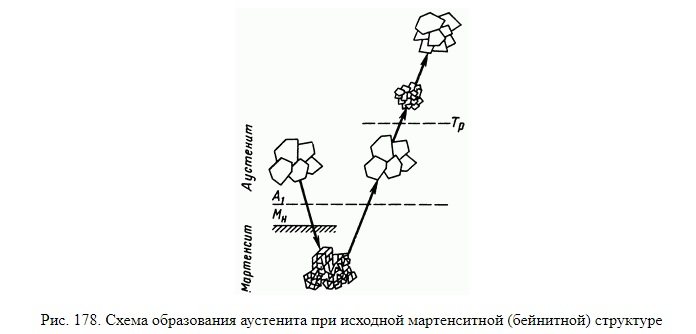 Tр
Аустенит
A₁
Mн
Мартенсит
Рис. 178. Схема образования аустенита при исходной мартенситной (бейнитной) структуре